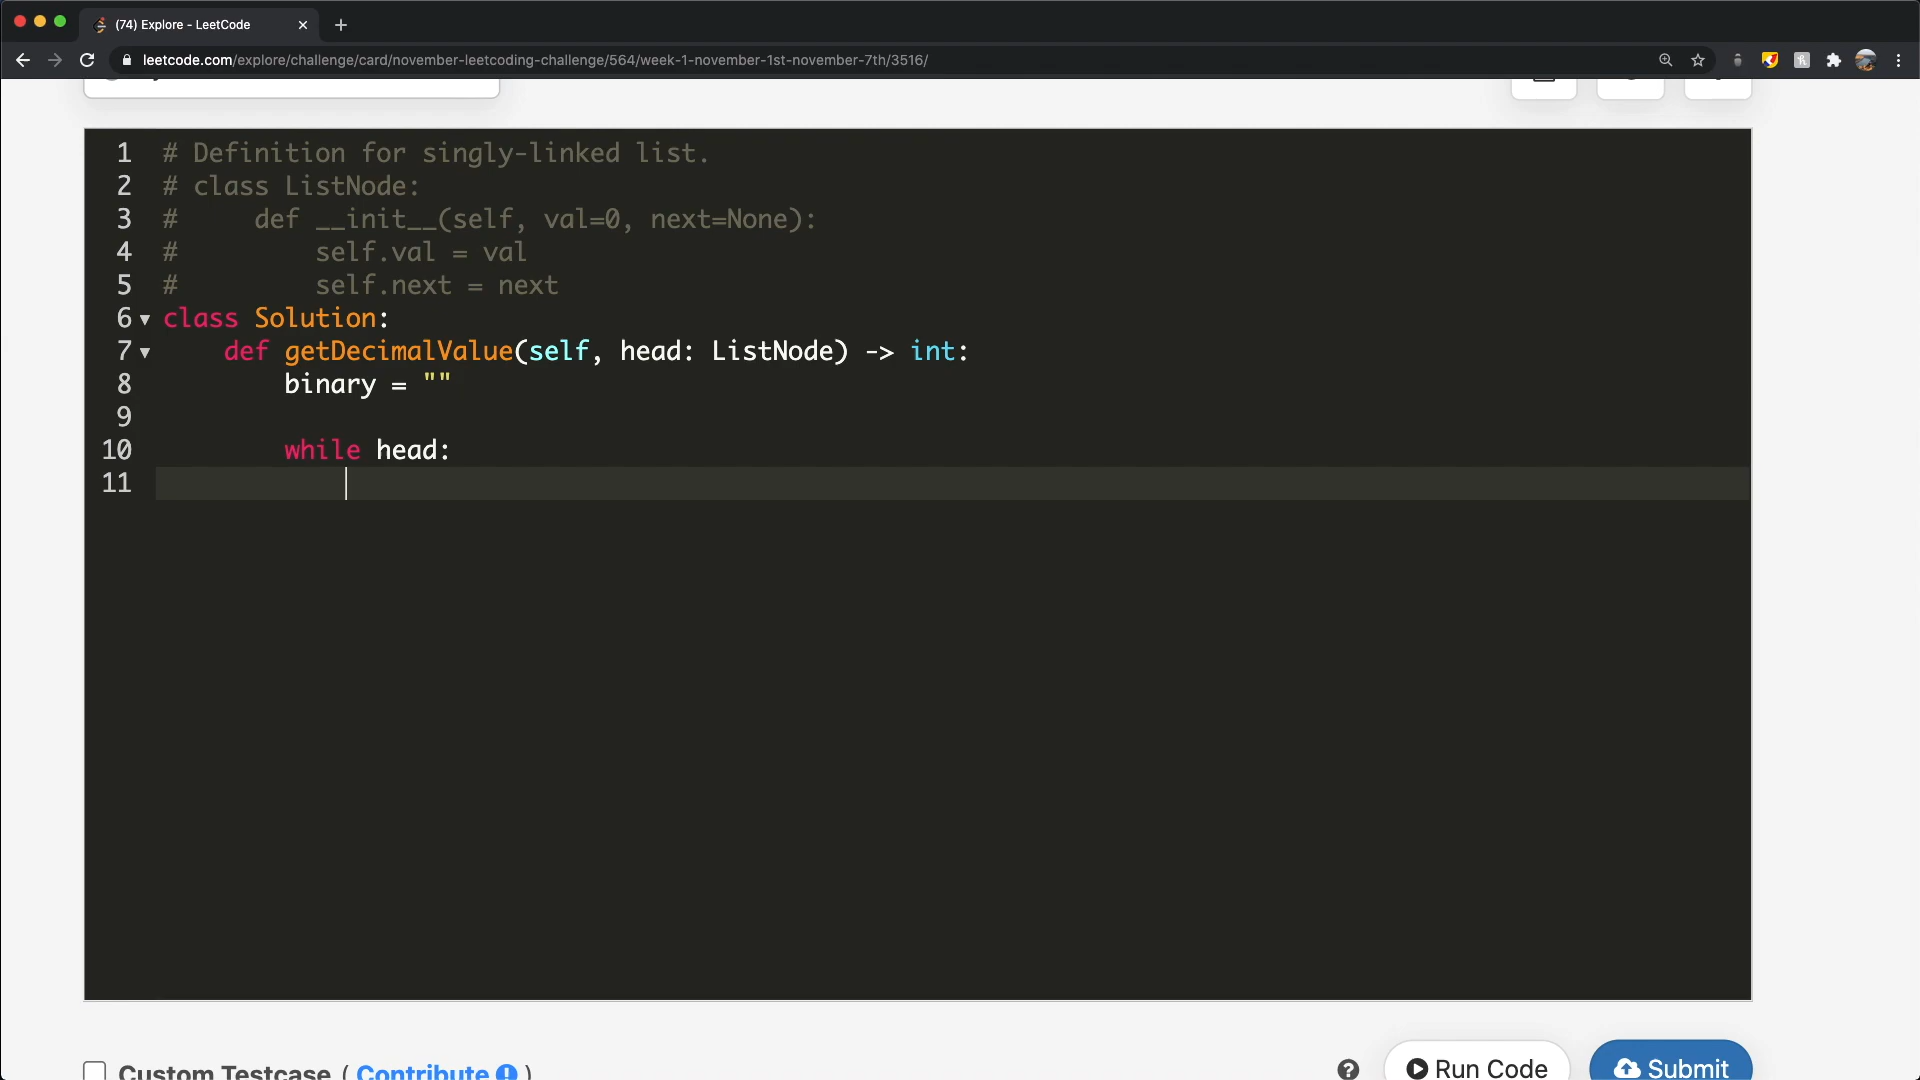 (74) Explore - LeetCode
leetcode.com/explore/challenge/card/november-leetcoding-challenge/564/week-1-november-1st-november-7th/3516/
1 # Definition for singly-linked list.
2 # class ListNode:
3 #     def __init__(self, val=0, next=None):
4 #         self.val = val
5 #         self.next = next
6 class Solution:
7     def getDecimalValue(self, head: ListNode) -> int:
8         binary = ""
9
10         while head:
11
Custom Testcase ( Contribute )
Run Code
Submit